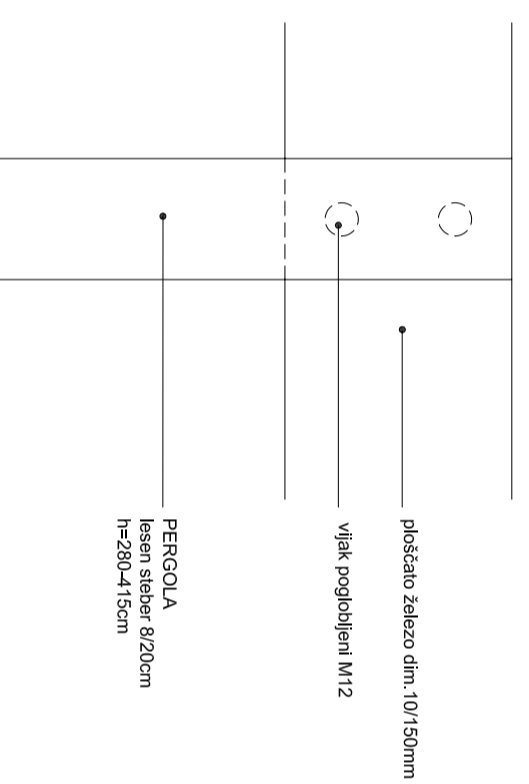 ploščato železo dim.10/150mm
vijak poglobljeni M12
PERGOLA
lesen steber 8/20cm
h=280-415cm